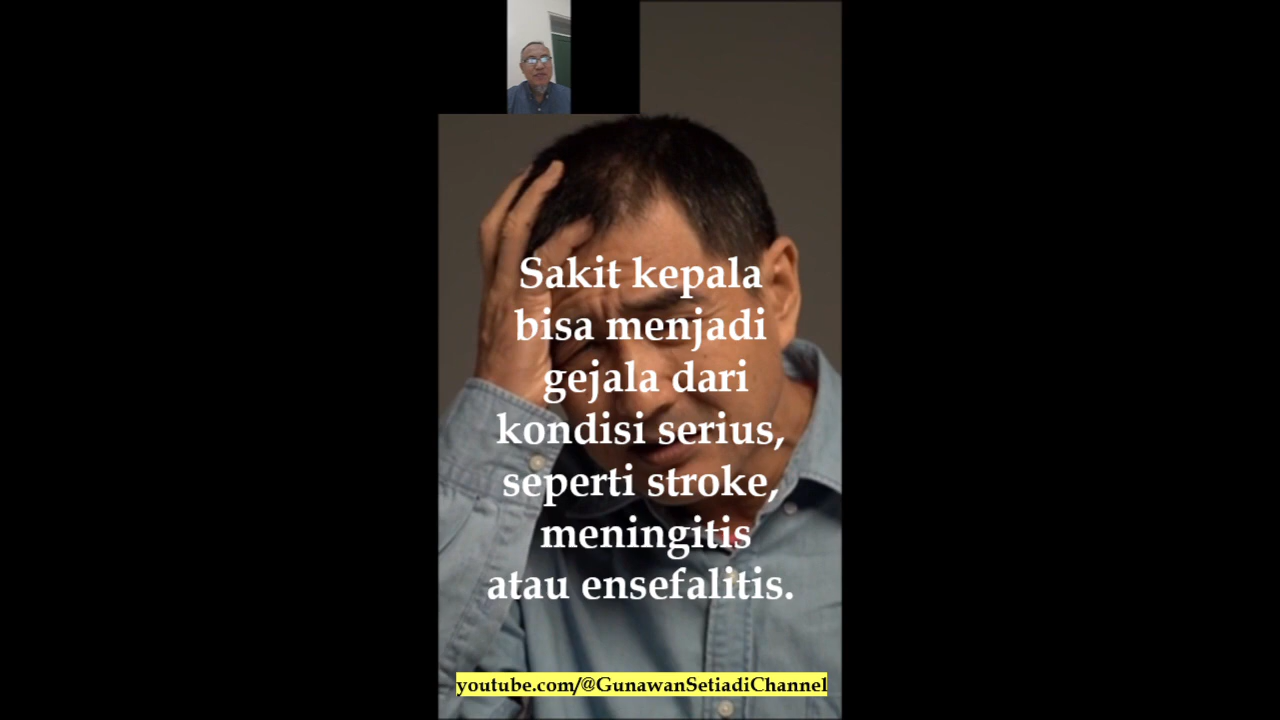 Sakit kepala
bisa menjadi
gejala dari
kondisi serius,
seperti stroke,
meningitis
atau ensefalitis.
youtube.com/@GunawanSetiadiChannel